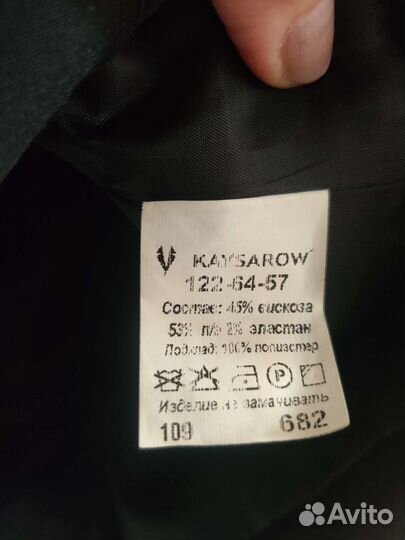 KAYSAROW
122-64-57
Состав: 45% вискоза
53% п/э 2% эластан
Подклад: 100% полиэстер
P
Изделие не замачивать
109 682
Avito